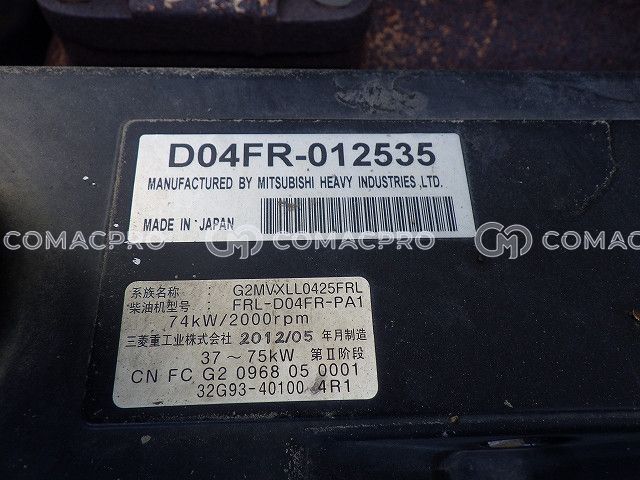 D04FR-012535
MANUFACTURED BY MITSUBISHI HEAVY INDUSTRIES,LTD.
MADE IN JAPAN
COMACPRO COMACPRO COMACPRO
系族名称 : G2MVXLL0425FRL
柴油机型号: FRL-D04FR-PA1
74kW/2000rpm
三菱重工业株式会社 2012/05 年月制造
37～75kW 第Ⅱ阶段
CN FC G2 0968 05 0001
32G93-40100 4R1